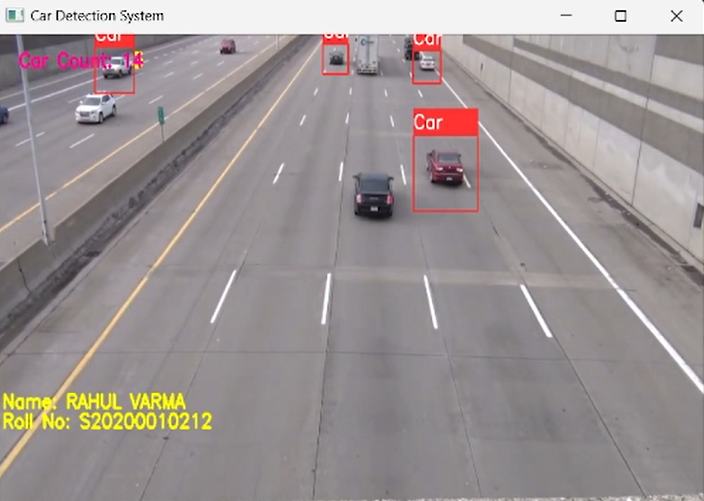 Car Detection System
Car
Car
Car
Car Count: 14
Car
Name: RAHUL VARMA
Roll No: S20200010212